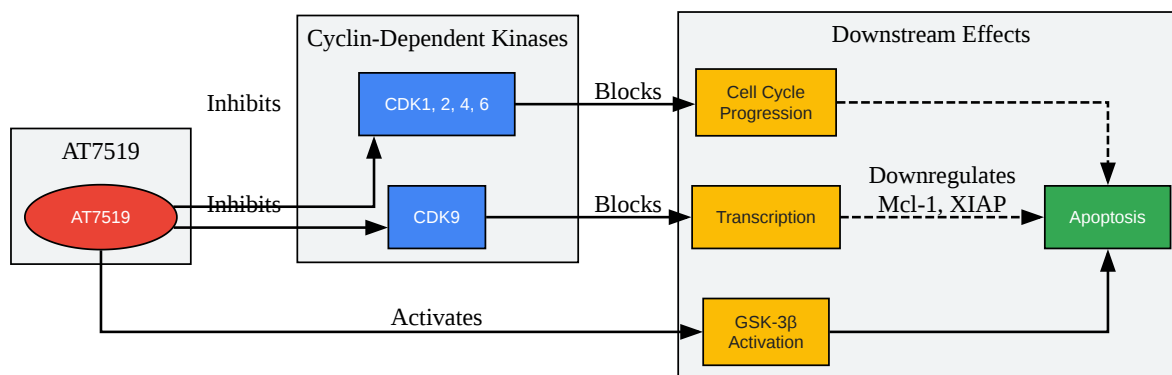 Cyclin-Dependent Kinases
Downstream Effects
Inhibits
CDK1, 2, 4, 6
Blocks
Cell Cycle
Progression
AT7519
AT7519
Inhibits
CDK9
Blocks
Transcription
Downregulates
Mcl-1, XIAP
Apoptosis
Activates
GSK-3β
Activation